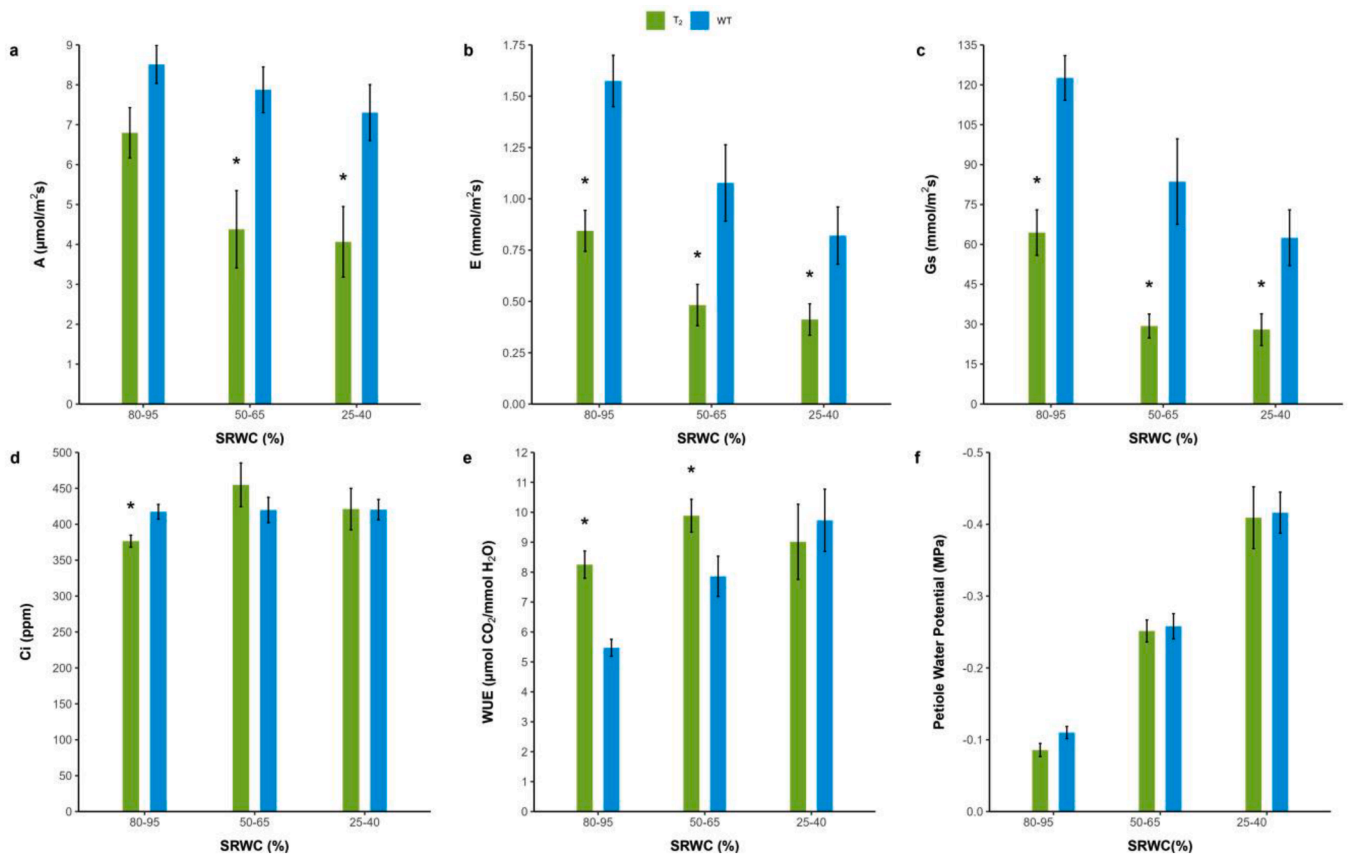 T₂ WT
a
A (μmol/m²s)
9
8
7
6
5
4
3
2
1
0
* *
80-95 50-65 25-40
SRWC (%)
b
E (mmol/m²s)
1.75
1.50
1.25
1.00
0.75
0.50
0.25
0.00
* * *
80-95 50-65 25-40
SRWC (%)
c
Gs (mmol/m²s)
135
120
105
90
75
60
45
30
15
0
* * *
80-95 50-65 25-40
SRWC (%)
d
Ci (ppm)
500
450
400
350
300
250
200
150
100
50
0
*
80-95 50-65 25-40
SRWC(%)
e
WUE (μmol CO₂/mmol H₂O)
12
11
10
9
8
7
6
5
4
3
2
1
0
* *
80-95 50-65 25-40
SRWC (%)
f
Petiole Water Potential (MPa)
-0.5
-0.4
-0.3
-0.2
-0.1
0.0
80-95 50-65 25-40
SRWC(%)